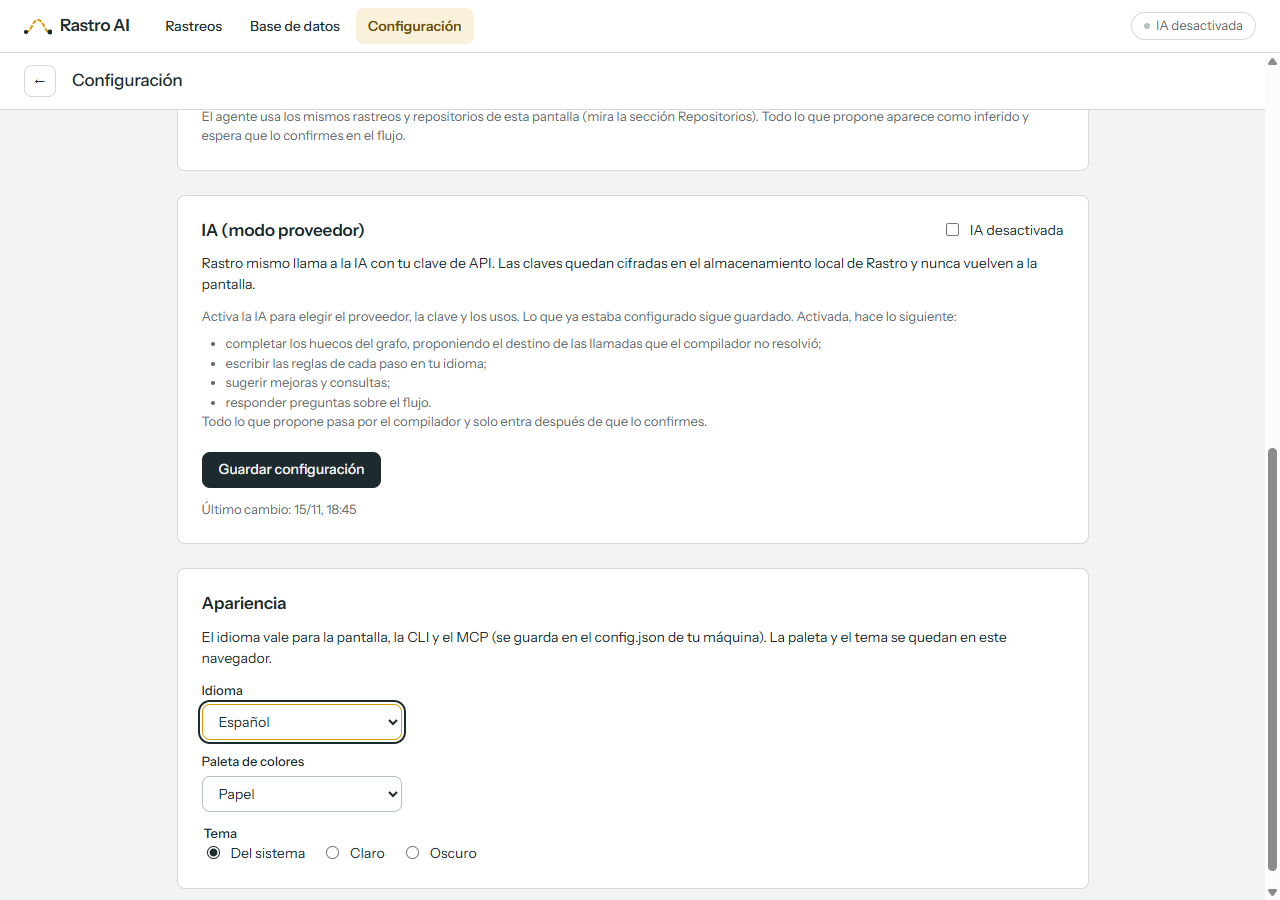 Rastro AI
Rastreos
Base de datos
Configuración
IA desactivada
←
Configuración
El agente usa los mismos rastreos y repositorios de esta pantalla (mira la sección Repositorios). Todo lo que propone aparece como inferido y
espera que lo confirmes en el flujo.
IA (modo proveedor)
IA desactivada
Rastro mismo llama a la IA con tu clave de API. Las claves quedan cifradas en el almacenamiento local de Rastro y nunca vuelven a la
pantalla.
Activa la IA para elegir el proveedor, la clave y los usos. Lo que ya estaba configurado sigue guardado. Activada, hace lo siguiente:
• completar los huecos del grafo, proponiendo el destino de las llamadas que el compilador no resolvió;
• escribir las reglas de cada paso en tu idioma;
• sugerir mejoras y consultas;
• responder preguntas sobre el flujo.
Todo lo que propone pasa por el compilador y solo entra después de que lo confirmes.
Guardar configuración
Último cambio: 15/11, 18:45
Apariencia
El idioma vale para la pantalla, la CLI y el MCP (se guarda en el config.json de tu máquina). La paleta y el tema se quedan en este
navegador.
Idioma
Español
Paleta de colores
Papel
Tema
Del sistema
Claro
Oscuro